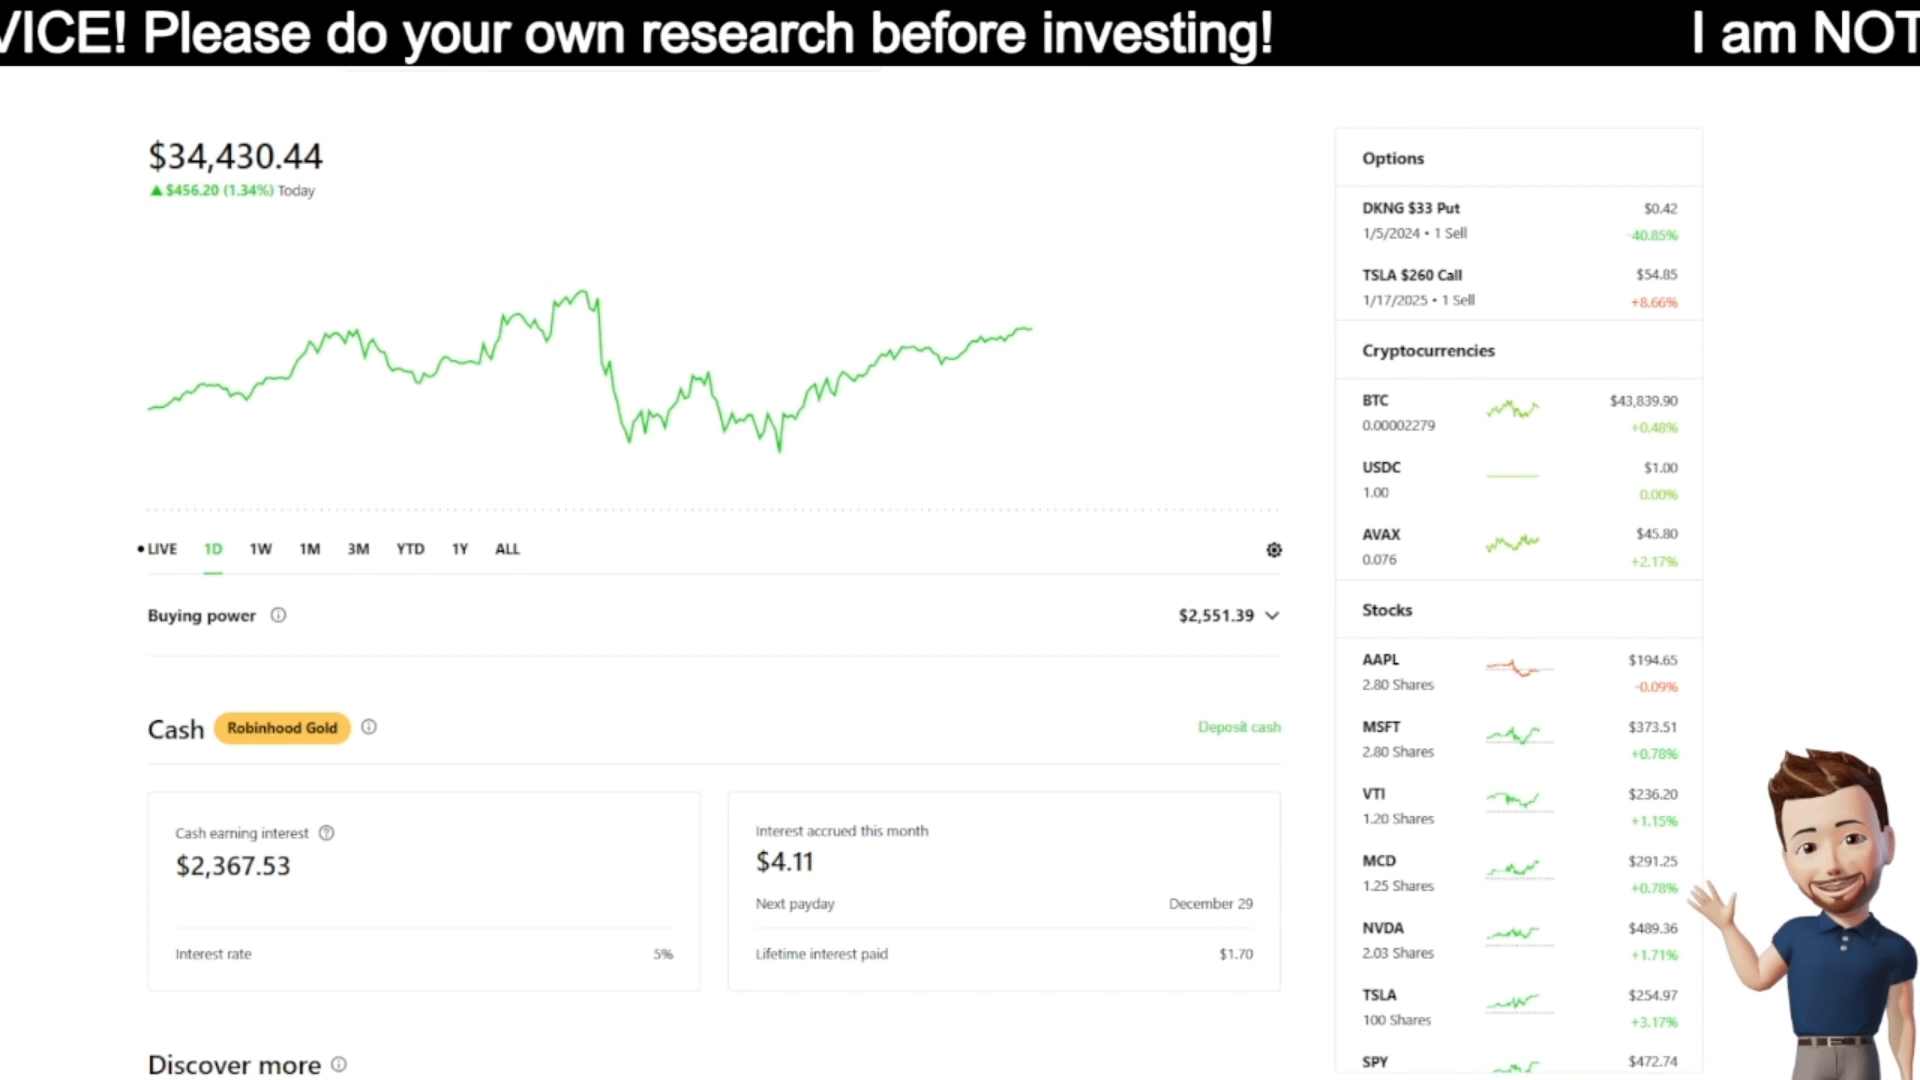 VICE! Please do your own research before investing!
I am NOT
$34,430.44
▲ $456.20 (1.34%) Today
• LIVE 1D 1W 1M 3M YTD 1Y ALL
Buying power
$2,551.39
Cash Robinhood Gold
Deposit cash
Cash earning interest
$2,367.53
Interest rate 5%
Interest accrued this month
$4.11
Next payday December 29
Lifetime interest paid $1.70
Discover more
Options
DKNG $33 Put $0.42
1/5/2024 • 1 Sell -40.85%
TSLA $260 Call $54.85
1/17/2025 • 1 Sell +8.66%
Cryptocurrencies
BTC $43,839.90
0.00002279 +0.48%
USDC $1.00
1.00 0.00%
AVAX $45.80
0.076 +2.17%
Stocks
AAPL $194.65
2.80 Shares -0.09%
MSFT $373.51
2.80 Shares +0.78%
VTI $236.20
1.20 Shares +1.15%
MCD $291.25
1.25 Shares +0.78%
NVDA $489.36
2.03 Shares +1.71%
TSLA $254.97
100 Shares +3.17%
SPY $472.74